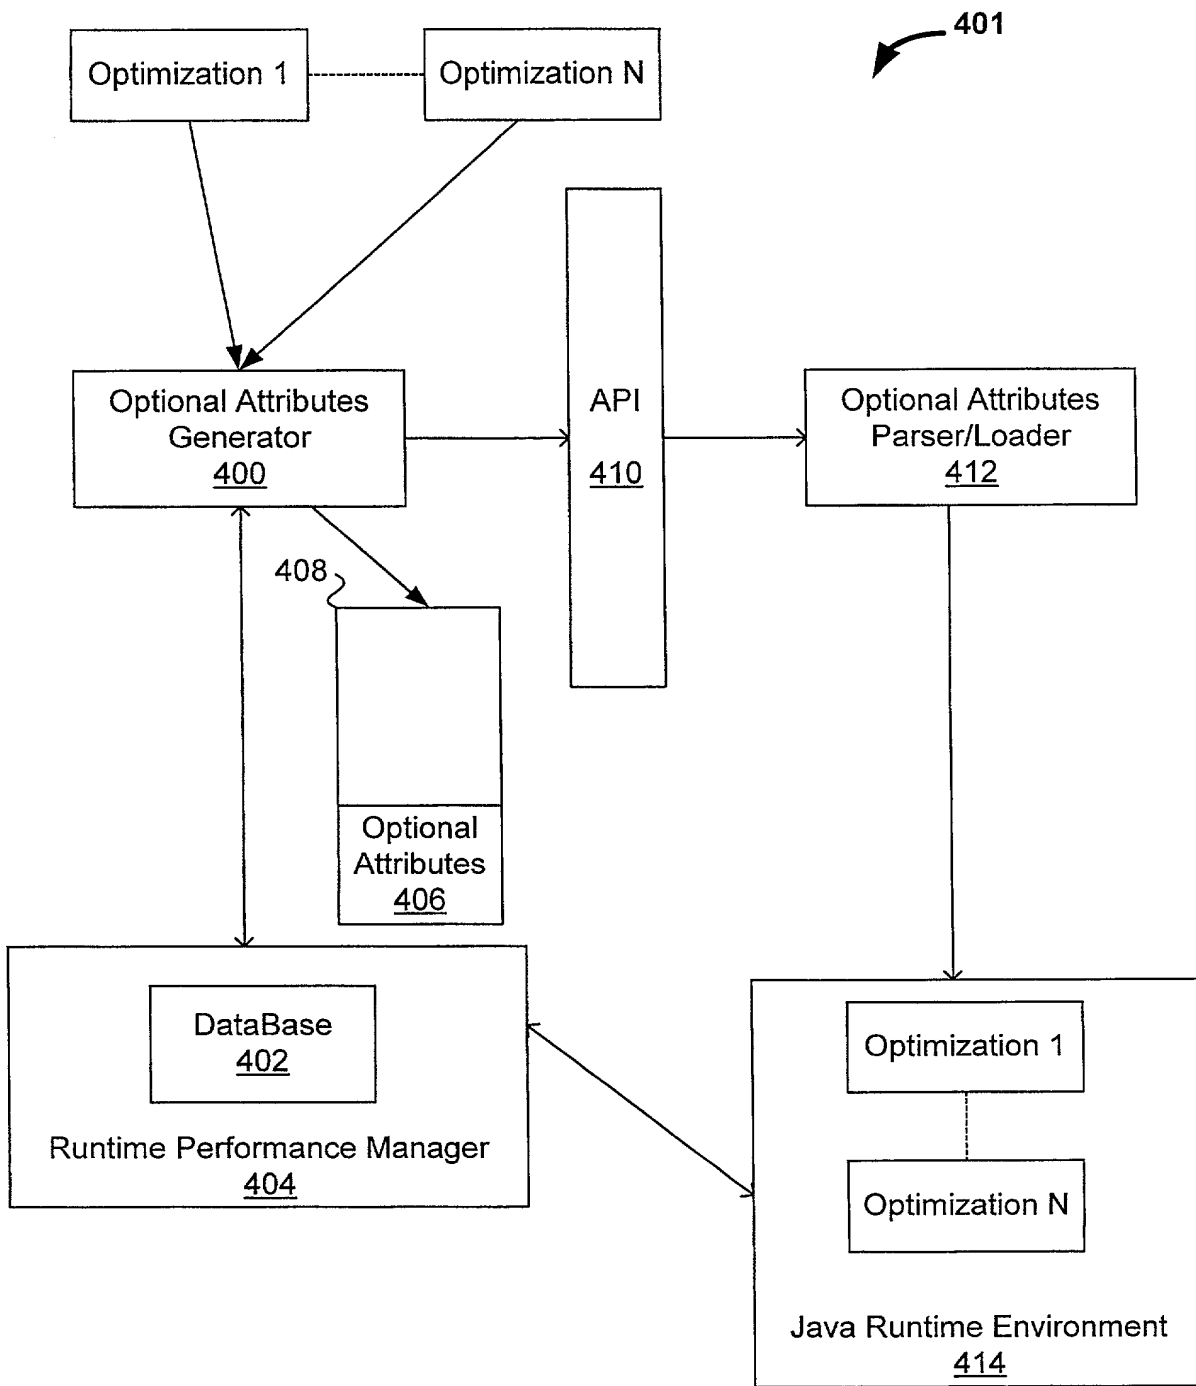 401
Optimization 1
Optimization N
Optional Attributes
Generator
400
API
410
Optional Attributes
Parser/Loader
412
408
Optional
Attributes
406
DataBase
402
Runtime Performance Manager
404
Optimization 1
Optimization N
Java Runtime Environment
414